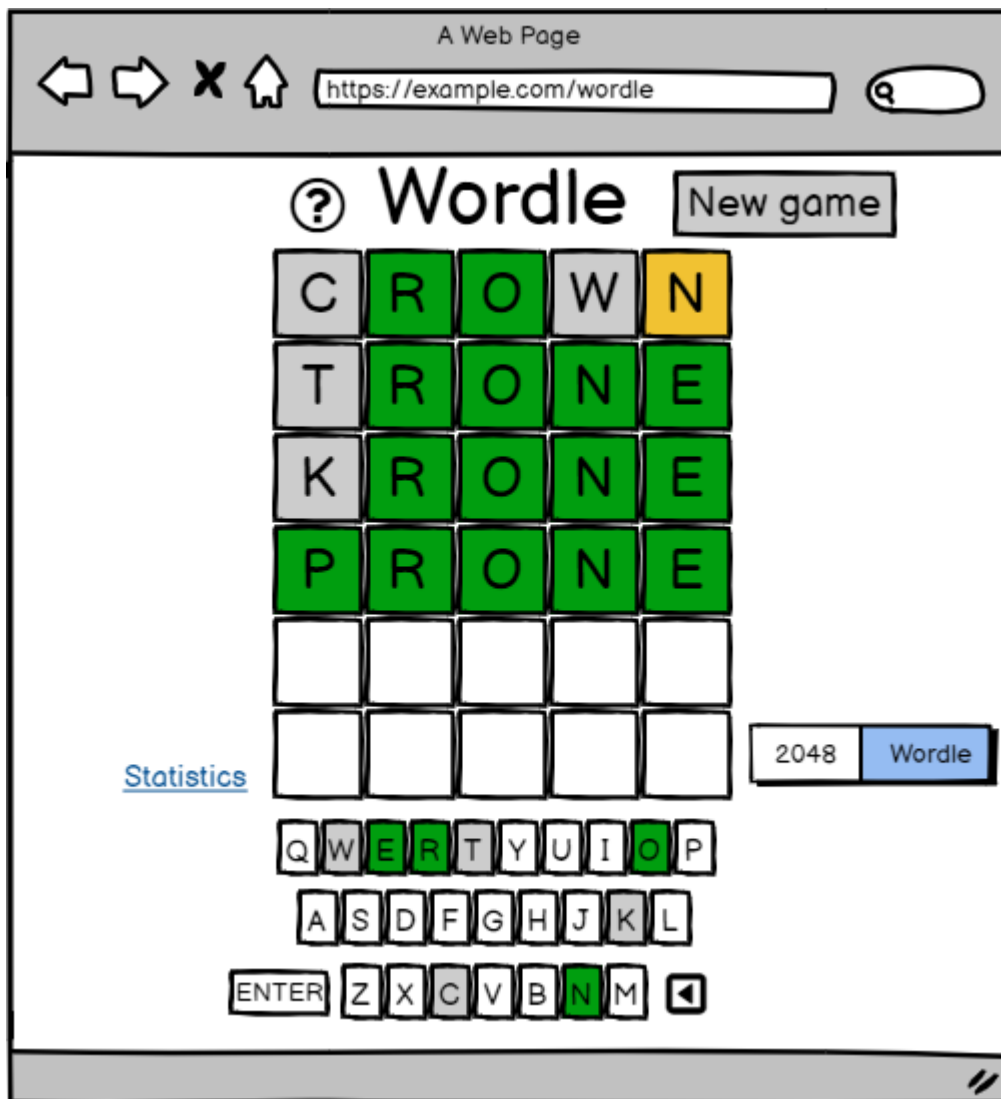 A Web Page
https://example.com/wordle
? Wordle New game
C R O W N
T R O N E
K R O N E
P R O N E
Statistics
2048 Wordle
Q W E R T Y U I O P
A S D F G H J K L
ENTER Z X C V B N M